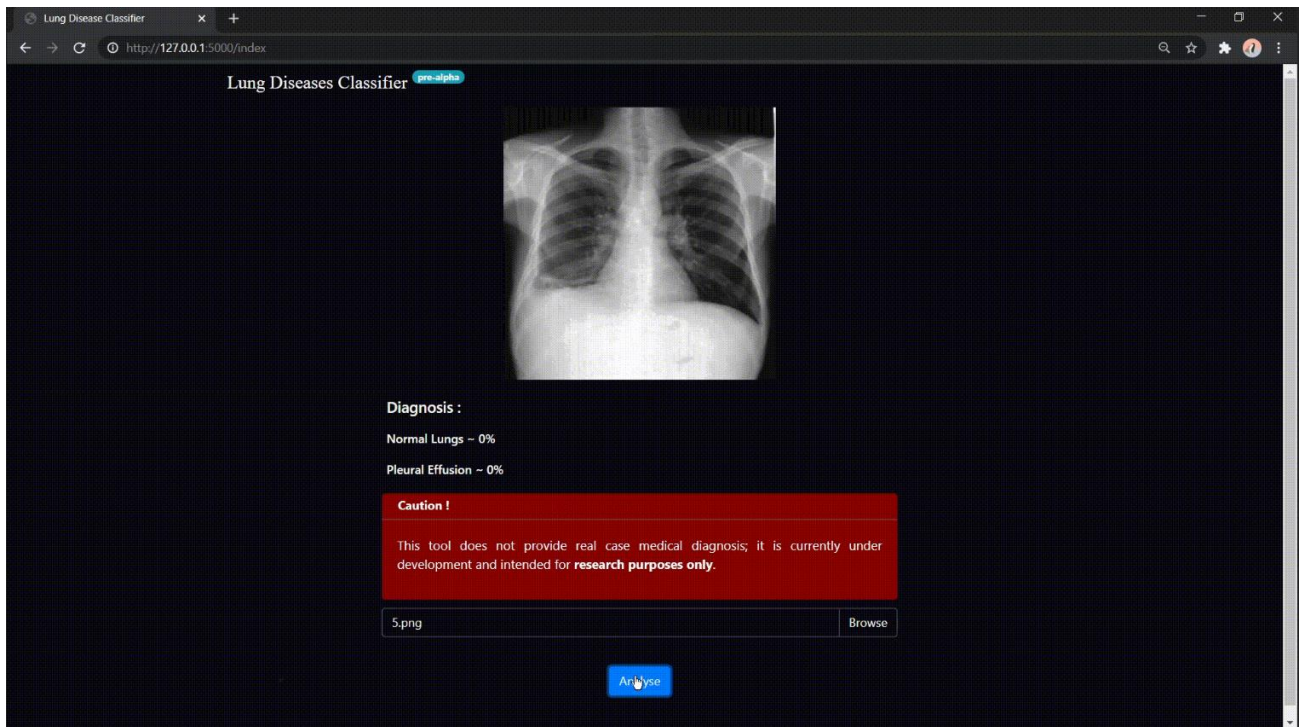 Lung Disease Classifier
http://127.0.0.1:5000/index
Lung Diseases Classifier pre-alpha
Diagnosis :
Normal Lungs ~ 0%
Pleural Effusion ~ 0%
Caution !
This tool does not provide real case medical diagnosis; it is currently under
development and intended for research purposes only.
5.png Browse
Analyse